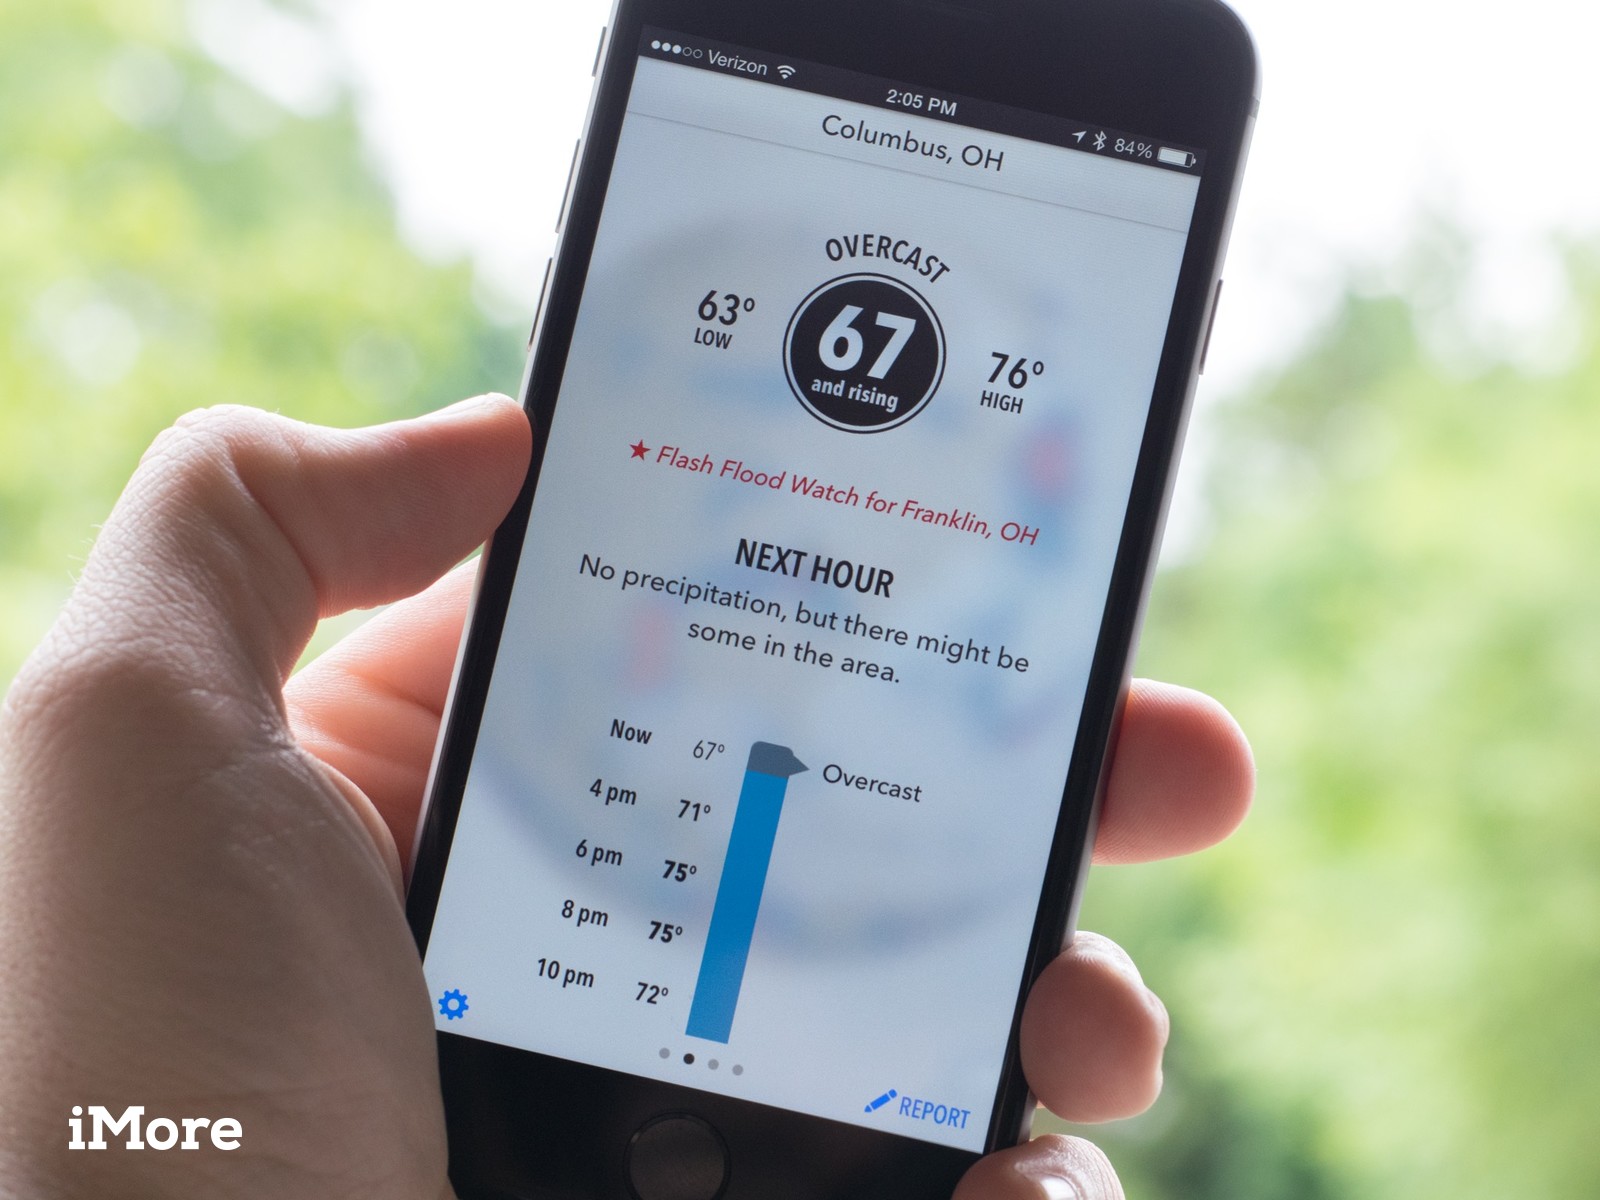 Verizon
2:05 PM
84%
Columbus, OH
OVERCAST
63°
LOW
67
and rising
76°
HIGH
★ Flash Flood Watch for Franklin, OH
NEXT HOUR
No precipitation, but there might be
some in the area.
Now 67° Overcast
4 pm 71°
6 pm 75°
8 pm 75°
10 pm 72°
REPORT
iMore